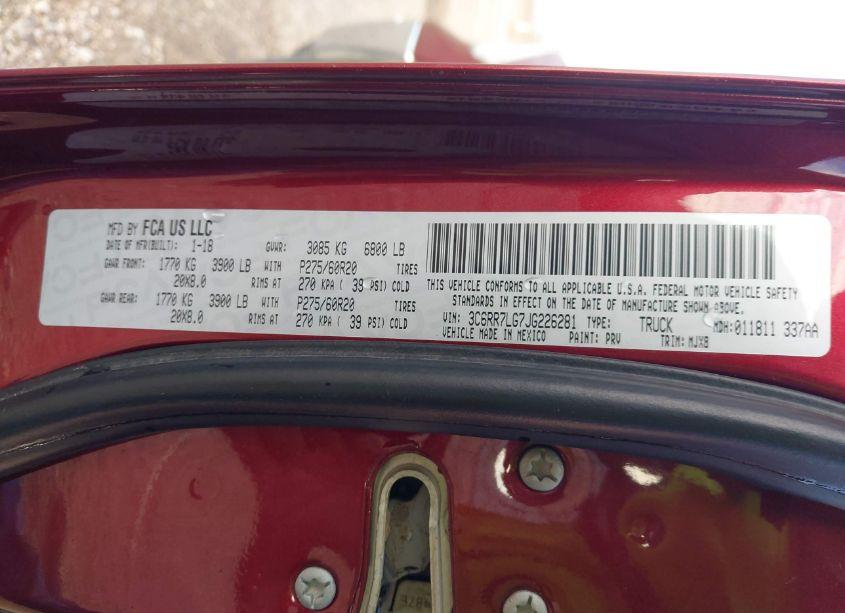 MFD BY FCA US LLC
DATE OF MFR(BUILT): 1-18 GVWR: 3085 KG 6800 LB
GAWR FRONT: 1770 KG 3900 LB WITH P275/60R20 TIRES
20X8.0 RIMS AT 270 KPA ( 39 PSI) COLD
GAWR REAR: 1770 KG 3900 LB WITH P275/60R20 TIRES
20X8.0 RIMS AT 270 KPA ( 39 PSI) COLD
THIS VEHICLE CONFORMS TO ALL APPLICABLE U.S.A. FEDERAL MOTOR VEHICLE SAFETY
STANDARDS IN EFFECT ON THE DATE OF MANUFACTURE SHOWN ABOVE.
VIN: 3C6RR7LG7JG226281 TYPE: TRUCK MDH: 011811 337AA
VEHICLE MADE IN MEXICO PAINT: PRV TRIM: MJX8